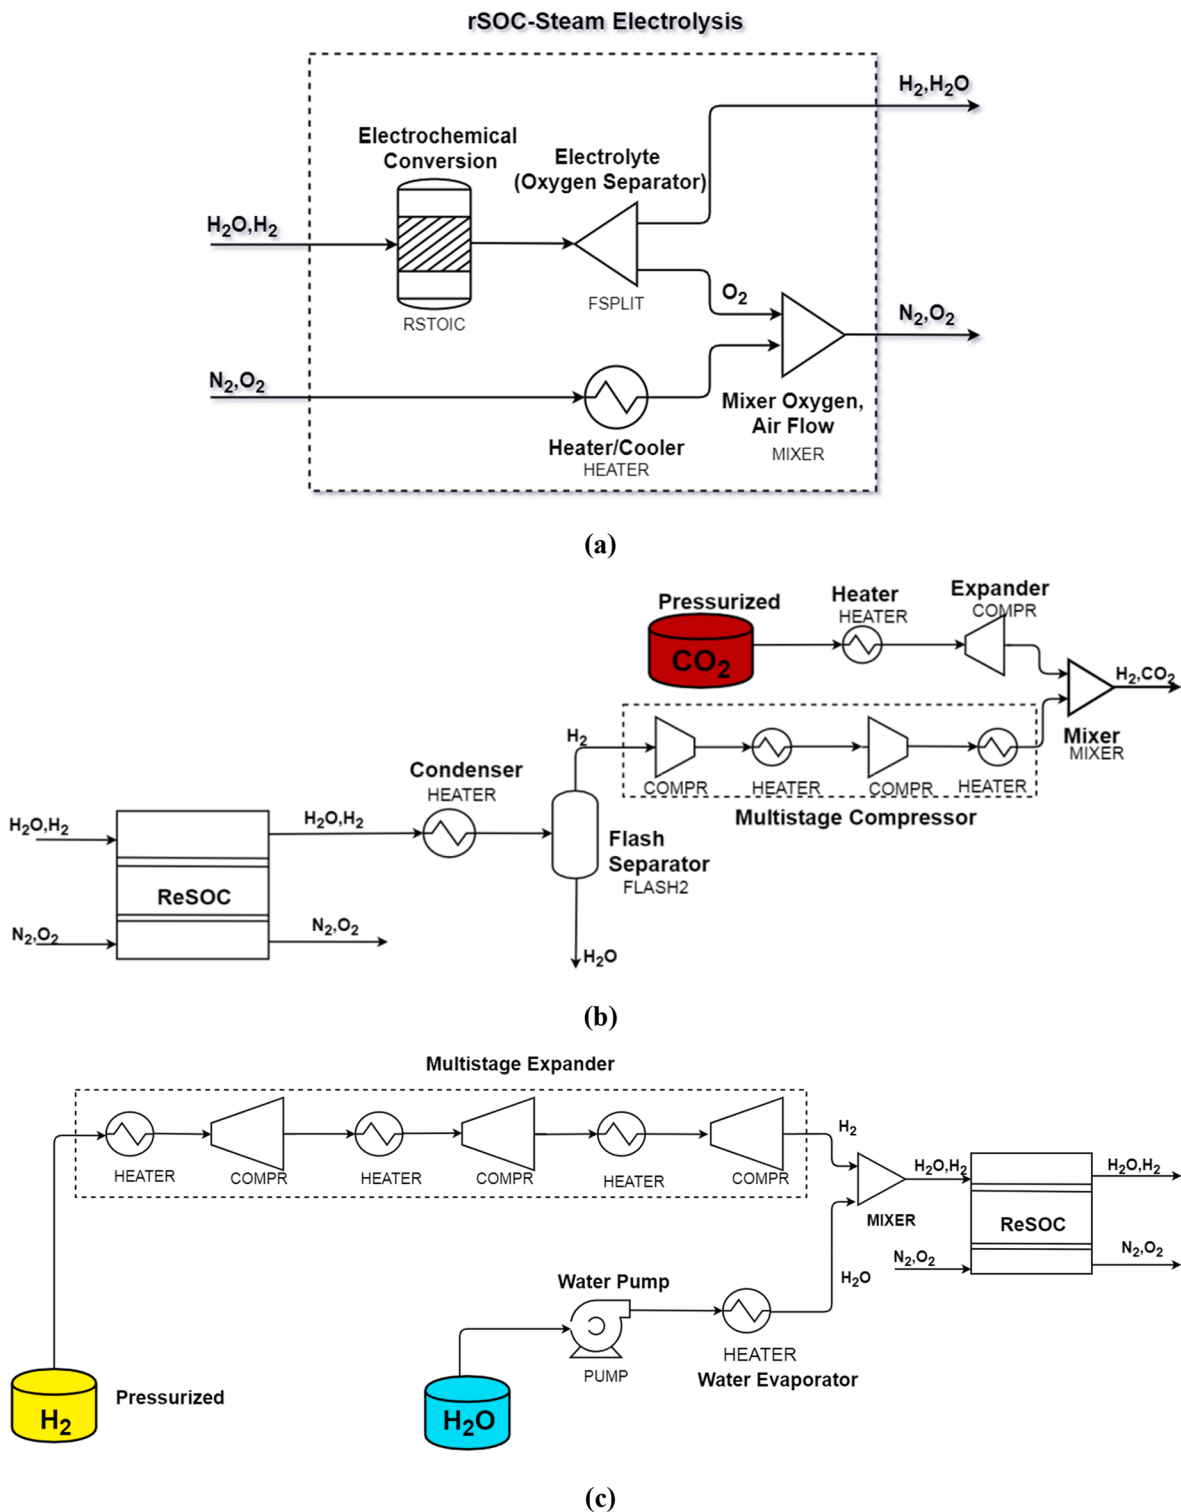 rSOC-Steam Electrolysis
H₂,H₂O
Electrochemical
Conversion
Electrolyte
(Oxygen Separator)
H₂O,H₂
RSTOIC
FSPLIT
O₂
N₂,O₂
N₂,O₂
Mixer Oxygen,
Air Flow
MIXER
Heater/Cooler
HEATER
(a)
Pressurized
CO₂
Heater
HEATER
Expander
COMPR
H₂,CO₂
Mixer
MIXER
H₂
COMPR
HEATER
COMPR
HEATER
Multistage Compressor
Condenser
HEATER
H₂O,H₂
H₂O,H₂
Flash
Separator
FLASH2
ReSOC
N₂,O₂
N₂,O₂
H₂O
(b)
Multistage Expander
HEATER
COMPR
HEATER
COMPR
HEATER
COMPR
H₂
H₂O,H₂
H₂O,H₂
MIXER
ReSOC
N₂,O₂
N₂,O₂
H₂O
Water Pump
PUMP
HEATER
Water Evaporator
Pressurized
H₂
H₂O
(c)